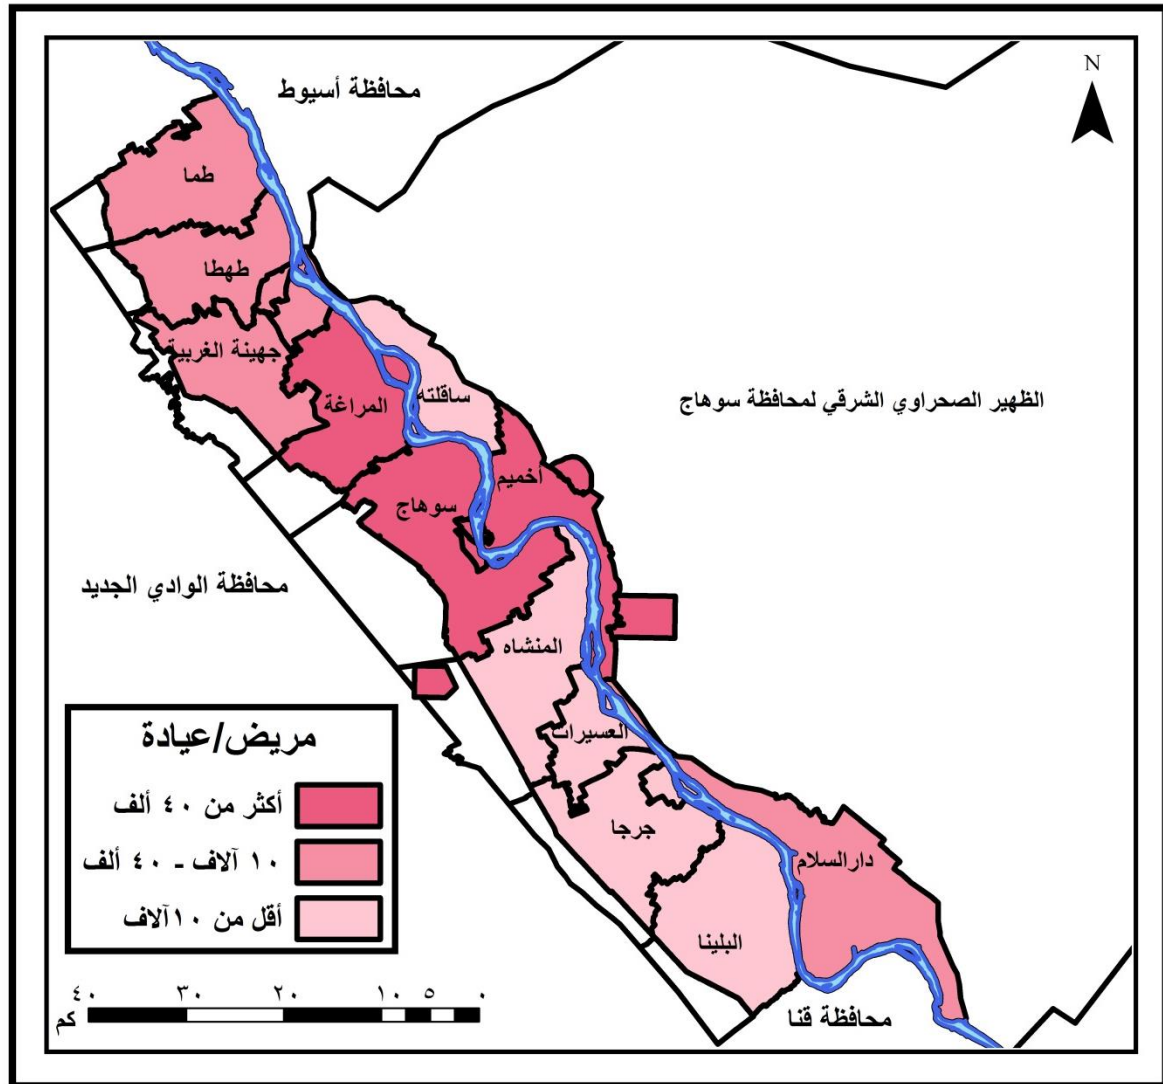 N
محافظة أسيوط
طما
طهطا
جهينة الغربية
ساقلته
المراغة
الظهير الصحراوي الشرقي لمحافظة سوهاج
أخميم
سوهاج
محافظة الوادي الجديد
المنشاه
العسيرات
جرجا
دارالسلام
البلينا
محافظة قنا
مريض/عيادة
أكثر من ٤٠ ألف
١٠ آلاف - ٤٠ ألف
أقل من ١٠آلاف
٤٠ ٣٠ ٢٠ ١٠ ٥ ٠
كم